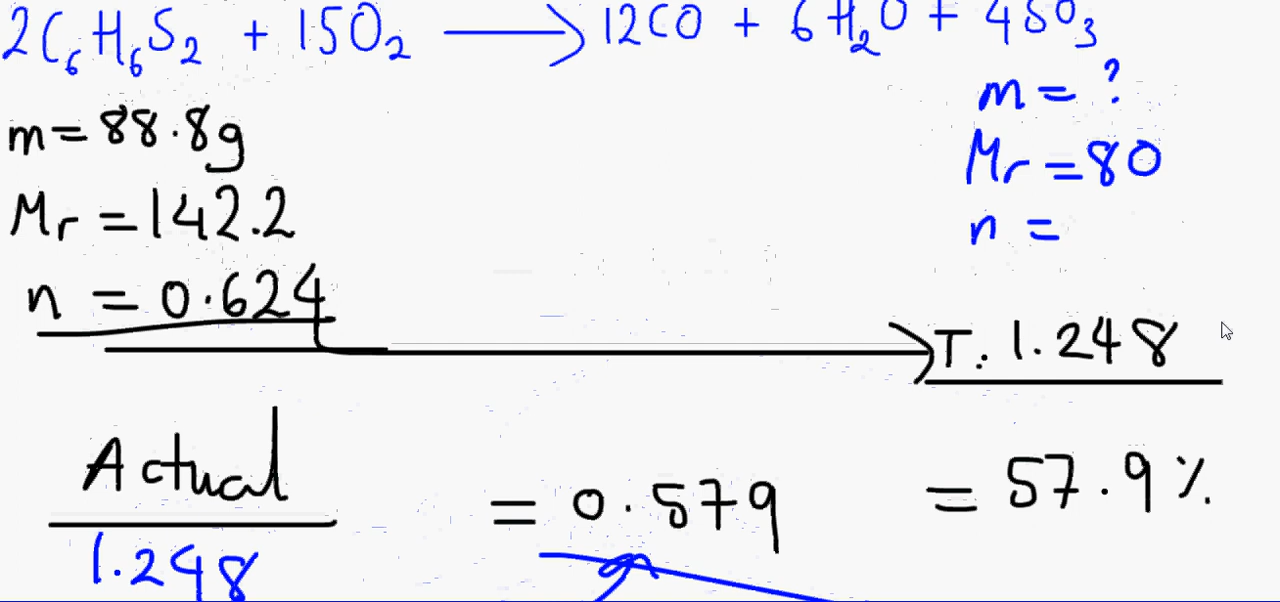 2C₆H₆S₂ + 15O₂ ⟶ 12CO + 6H₂O + 4SO₃
m = 88.8g
Mr = 142.2
n = 0.624
m = ?
Mr = 80
n =
T: 1.248
Actual
1.248
= 0.579
= 57.9%